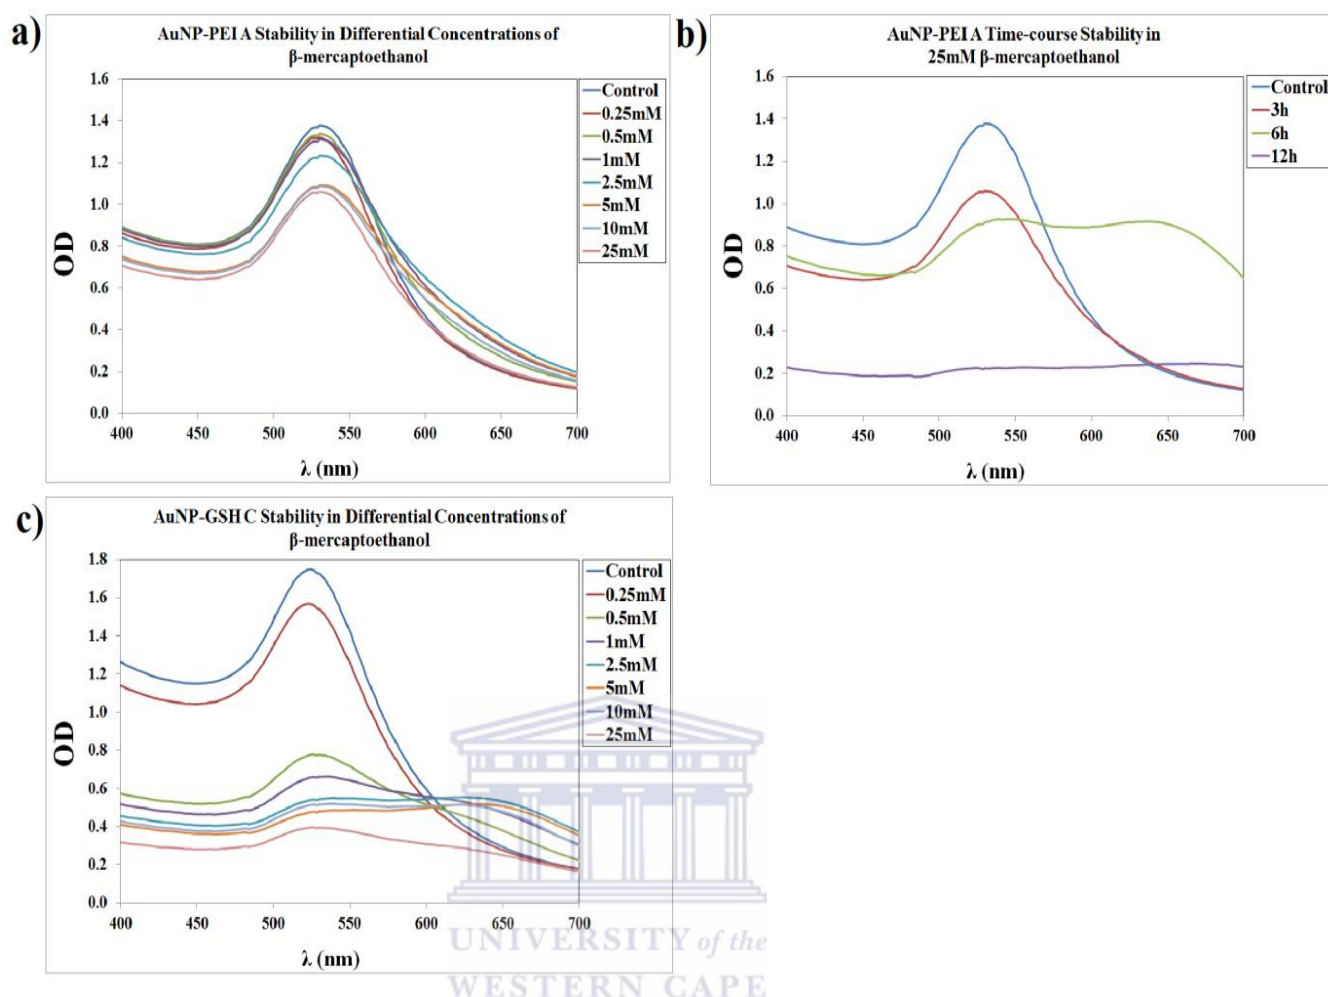 a)
AuNP-PEI A Stability in Differential Concentrations of
β-mercaptoethanol
1.6
1.4
1.2
1.0
0.8
0.6
0.4
0.2
0.0
OD
400 450 500 550 600 650 700
λ (nm)
Control
0.25mM
0.5mM
1mM
2.5mM
5mM
10mM
25mM
b)
AuNP-PEI A Time-course Stability in
25mM β-mercaptoethanol
1.6
1.4
1.2
1.0
0.8
0.6
0.4
0.2
0.0
OD
400 450 500 550 600 650 700
λ (nm)
Control
3h
6h
12h
c)
AuNP-GSH C Stability in Differential Concentrations of
β-mercaptoethanol
1.8
1.6
1.4
1.2
1.0
0.8
0.6
0.4
0.2
0.0
OD
400 450 500 550 600 650 700
λ (nm)
Control
0.25mM
0.5mM
1mM
2.5mM
5mM
10mM
25mM
UNIVERSITY of the
WESTERN CAPE